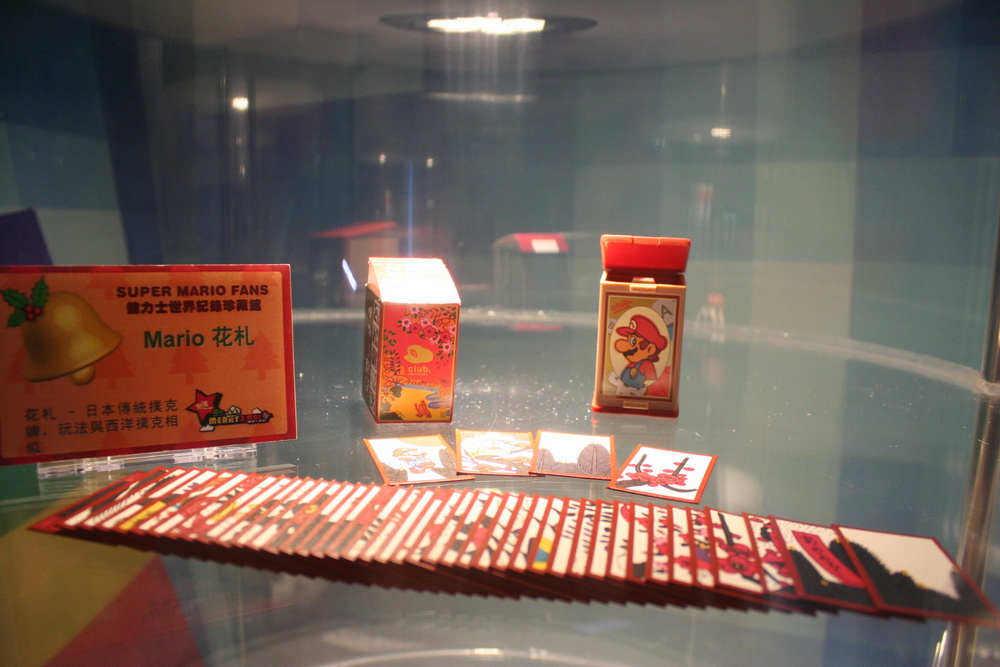 SUPER MARIO FANS
健力士世界紀錄珍藏館
Mario 花札
花札 - 日本傳統撲克
牌. 玩法與西洋撲克相
似
MERRY
club.
A